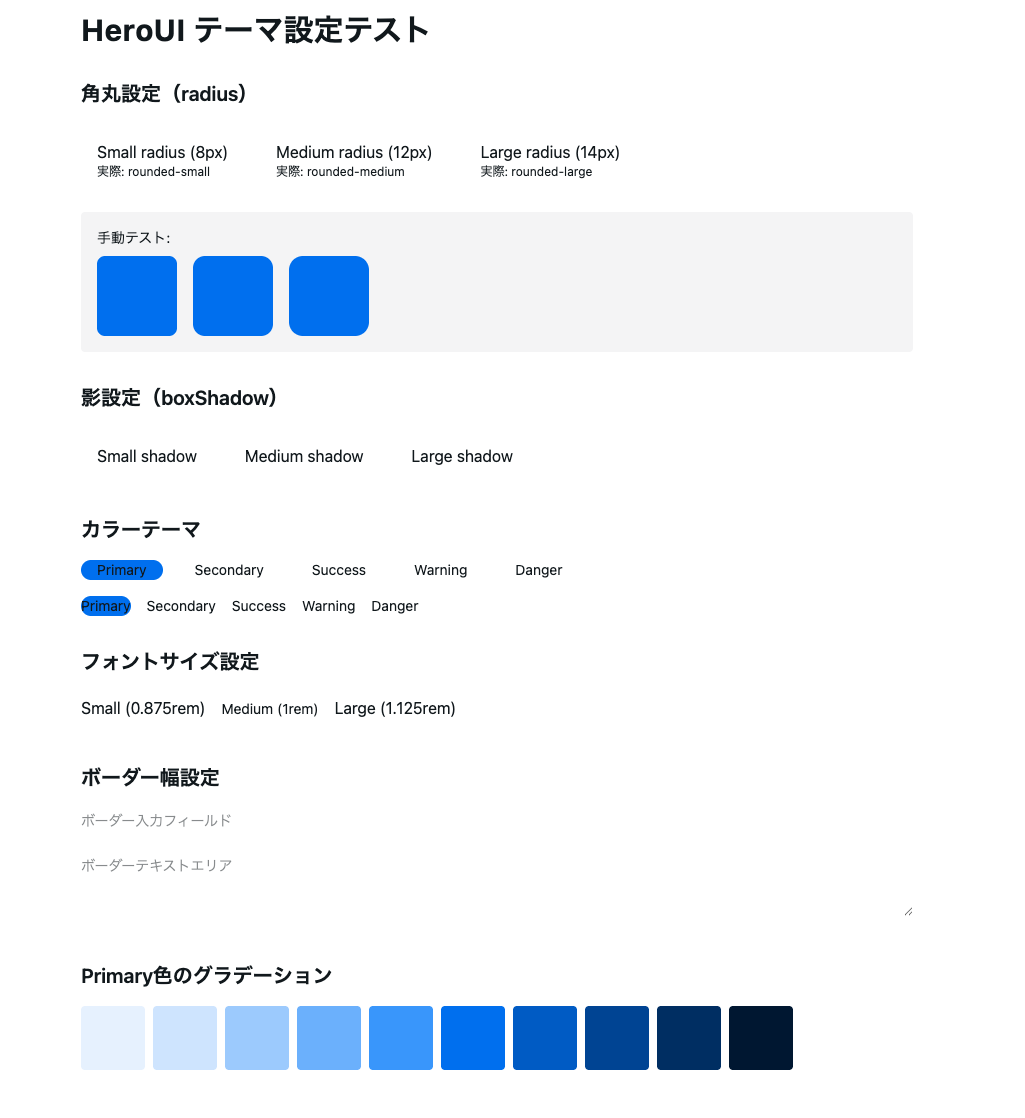 HeroUI テーマ設定テスト
角丸設定（radius）
Small radius (8px) Medium radius (12px) Large radius (14px)
実際: rounded-small 実際: rounded-medium 実際: rounded-large
手動テスト:
影設定（boxShadow）
Small shadow Medium shadow Large shadow
カラーテーマ
Primary Secondary Success Warning Danger
Primary Secondary Success Warning Danger
フォントサイズ設定
Small (0.875rem) Medium (1rem) Large (1.125rem)
ボーダー幅設定
ボーダー入力フィールド
ボーダーテキストエリア
Primary色のグラデーション